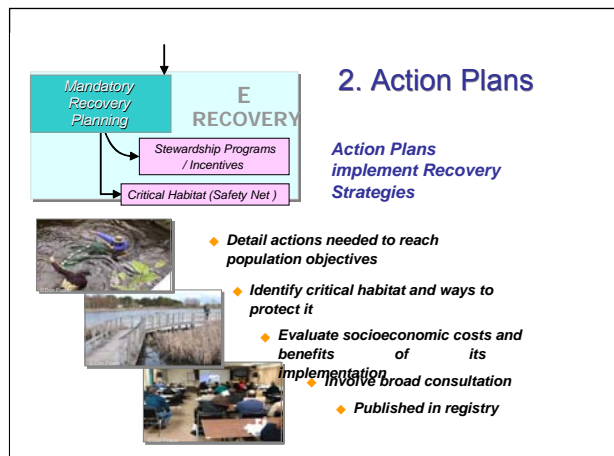 2. Action Plans
Mandatory
Recovery
Planning
E
RECOVERY
Stewardship Programs
/ Incentives
Critical Habitat (Safety Net )
Action Plans
implement Recovery
Strategies
◆ Detail actions needed to reach
population objectives
◆ Identify critical habitat and ways to
protect it
◆ Evaluate socioeconomic costs and
benefits of its
implementation
◆ Involve broad consultation
◆ Published in registry